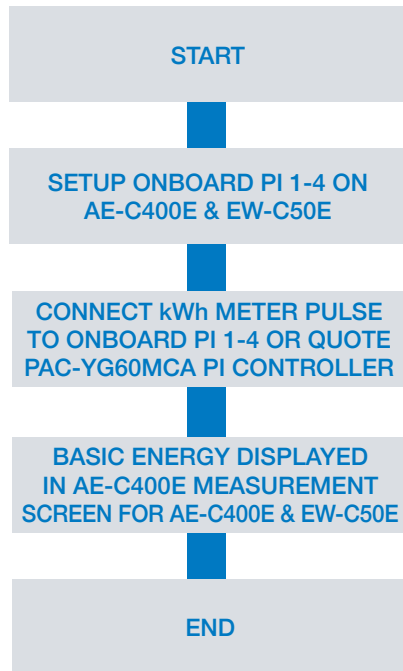 START
SETUP ONBOARD PI 1-4 ON
AE-C400E & EW-C50E
CONNECT kWh METER PULSE
TO ONBOARD PI 1-4 OR QUOTE
PAC-YG60MCA PI CONTROLLER
BASIC ENERGY DISPLAYED
IN AE-C400E MEASUREMENT
SCREEN FOR AE-C400E & EW-C50E
END